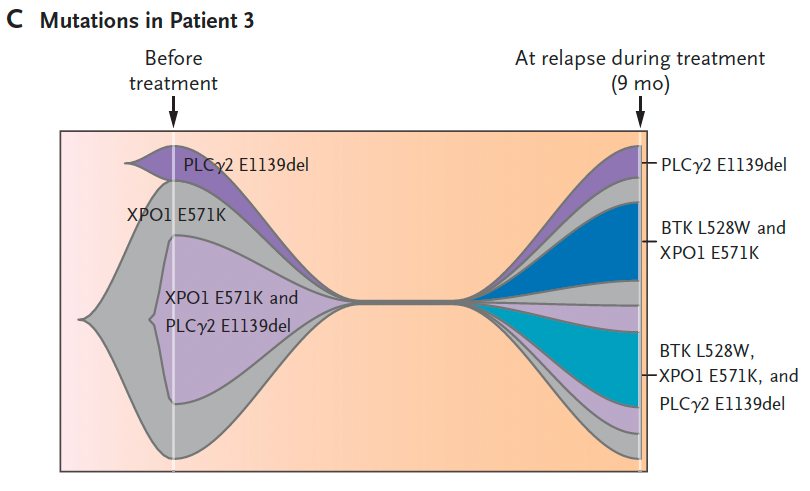 C Mutations in Patient 3
Before
treatment
At relapse during treatment
(9 mo)
PLCγ2 E1139del
XPO1 E571K
XPO1 E571K and
PLCγ2 E1139del
PLCγ2 E1139del
BTK L528W and
XPO1 E571K
BTK L528W,
XPO1 E571K, and
PLCγ2 E1139del